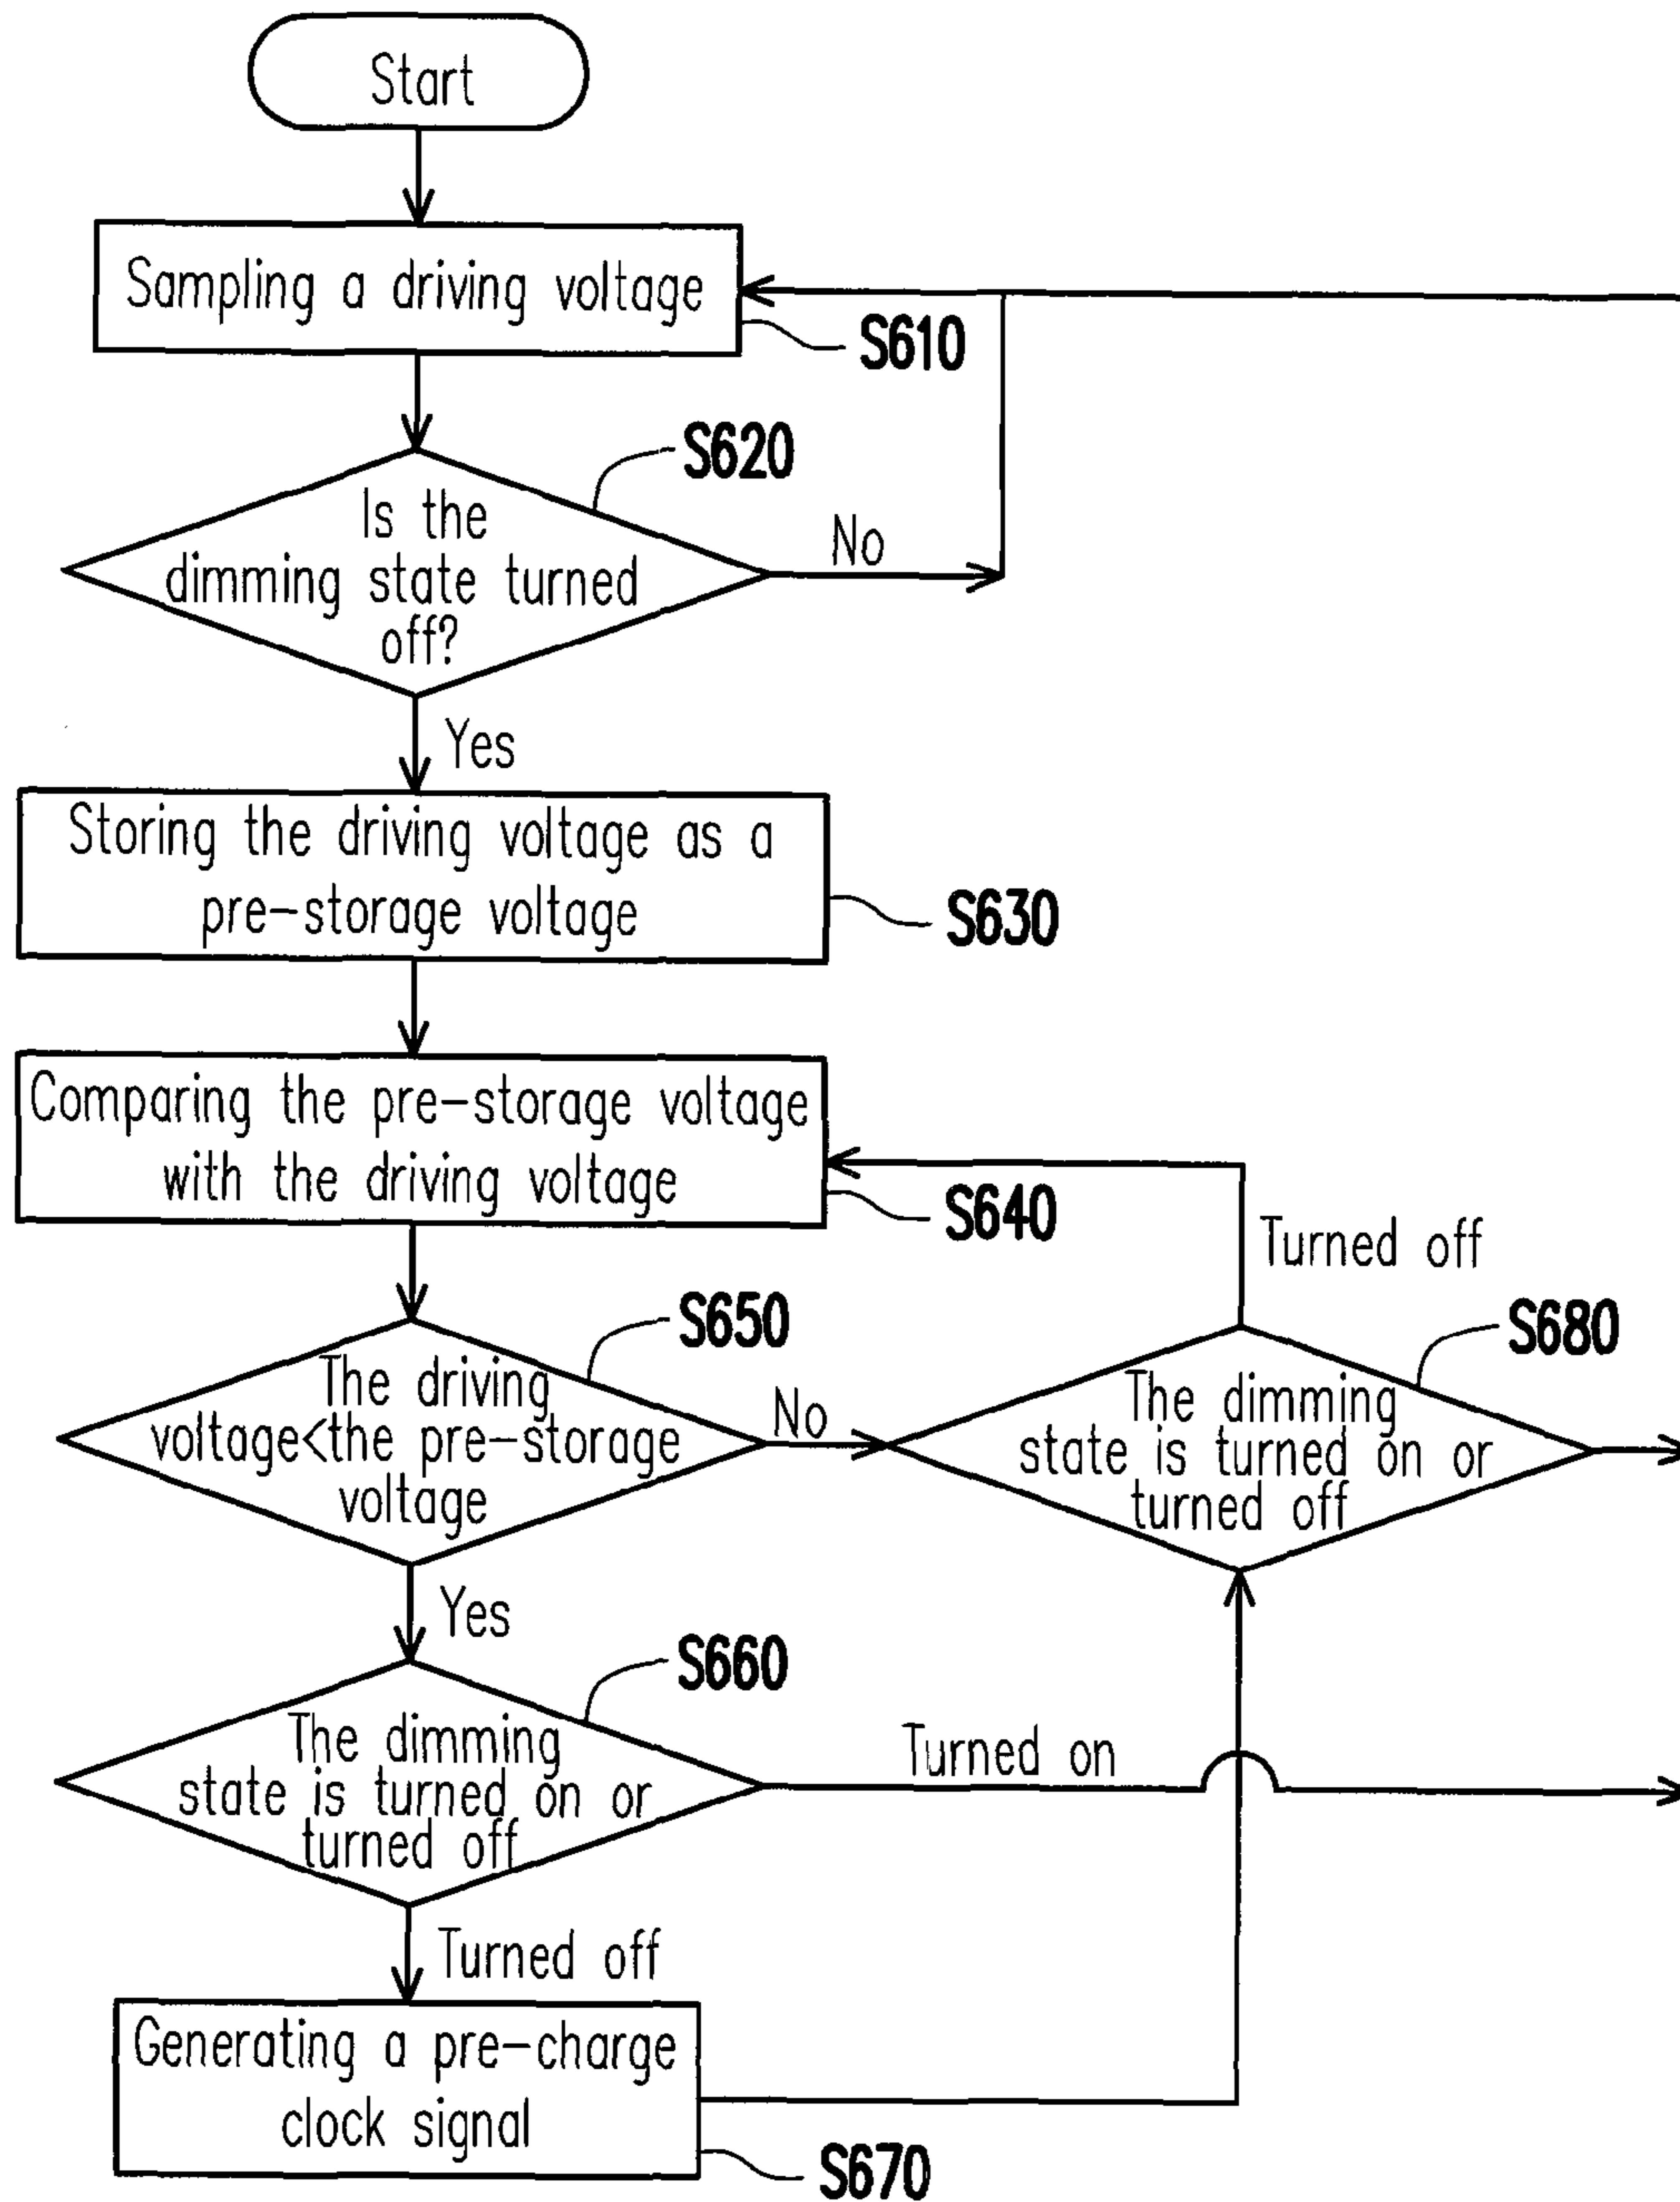 Start
Sampling a driving voltage
S610
S620
Is the
dimming state turned
off?
No
Yes
Storing the driving voltage as a
pre-storage voltage
S630
Comparing the pre-storage voltage
with the driving voltage
S640
Turned off
S650
The driving
voltage<the pre-storage
voltage
No
S680
The dimming
state is turned on or
turned off
Yes
S660
The dimming
state is turned on or
turned off
Turned on
Turned off
Generating a pre-charge
clock signal
S670